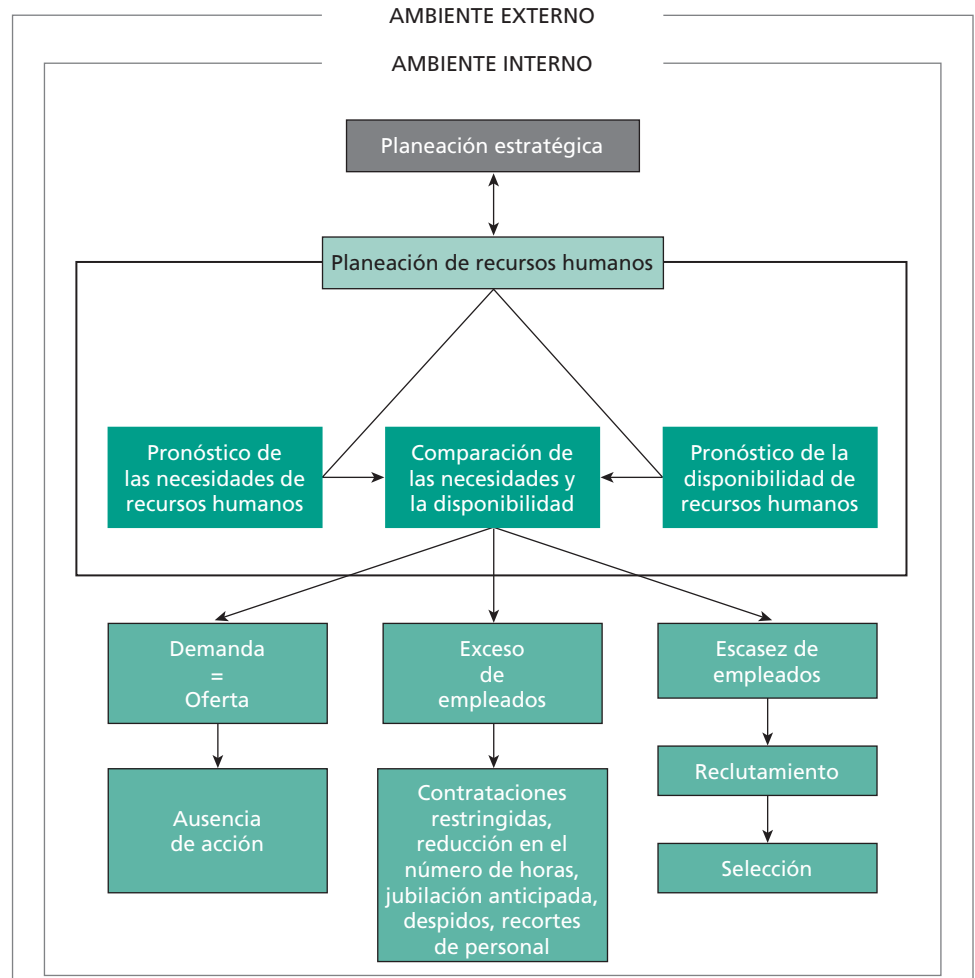 AMBIENTE EXTERNO
AMBIENTE INTERNO
Planeación estratégica
Planeación de recursos humanos
Pronóstico de
las necesidades de
recursos humanos
Comparación de
las necesidades y
la disponibilidad
Pronóstico de la
disponibilidad de
recursos humanos
Demanda
=
Oferta
Exceso
de
empleados
Escasez de
empleados
Ausencia
de acción
Contrataciones
restringidas,
reducción en el
número de horas,
jubilación anticipada,
despidos, recortes
de personal
Reclutamiento
Selección